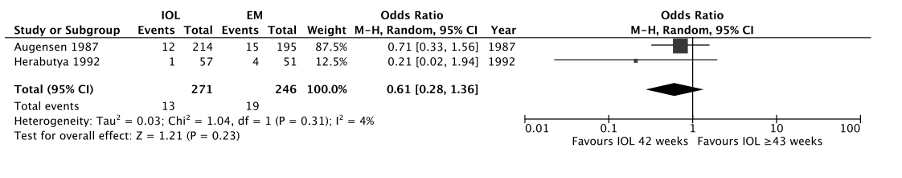 IOL EM Odds Ratio Odds Ratio
Study or Subgroup Events Total Events Total Weight M-H, Random, 95% CI Year M-H, Random, 95% CI
Augensen 1987 12 214 15 195 87.5% 0.71 [0.33, 1.56] 1987
Herabutya 1992 1 57 4 51 12.5% 0.21 [0.02, 1.94] 1992
Total (95% CI) 271 246 100.0% 0.61 [0.28, 1.36]
Total events 13 19
Heterogeneity: Tau² = 0.03; Chi² = 1.04, df = 1 (P = 0.31); I² = 4%
Test for overall effect: Z = 1.21 (P = 0.23)
0.01 0.1 1 10 100
Favours IOL 42 weeks Favours IOL ≥43 weeks